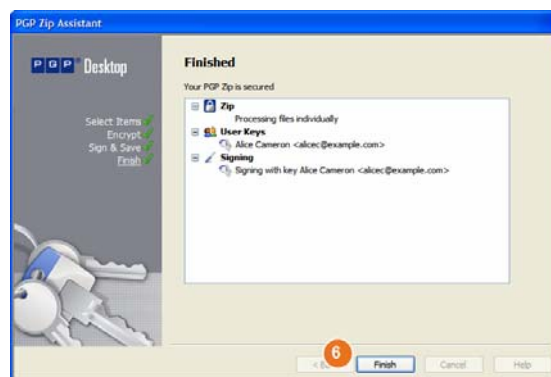 PGP Zip Assistant
PGP Desktop
Select Items
Encrypt
Sign & Save
Finish
Finished
Your PGP Zip is secured
Zip
Processing files individually
User Keys
Alice Cameron <alicec@example.com>
Signing
Signing with key Alice Cameron <alicec@example.com>
6
Finish
Cancel
Help